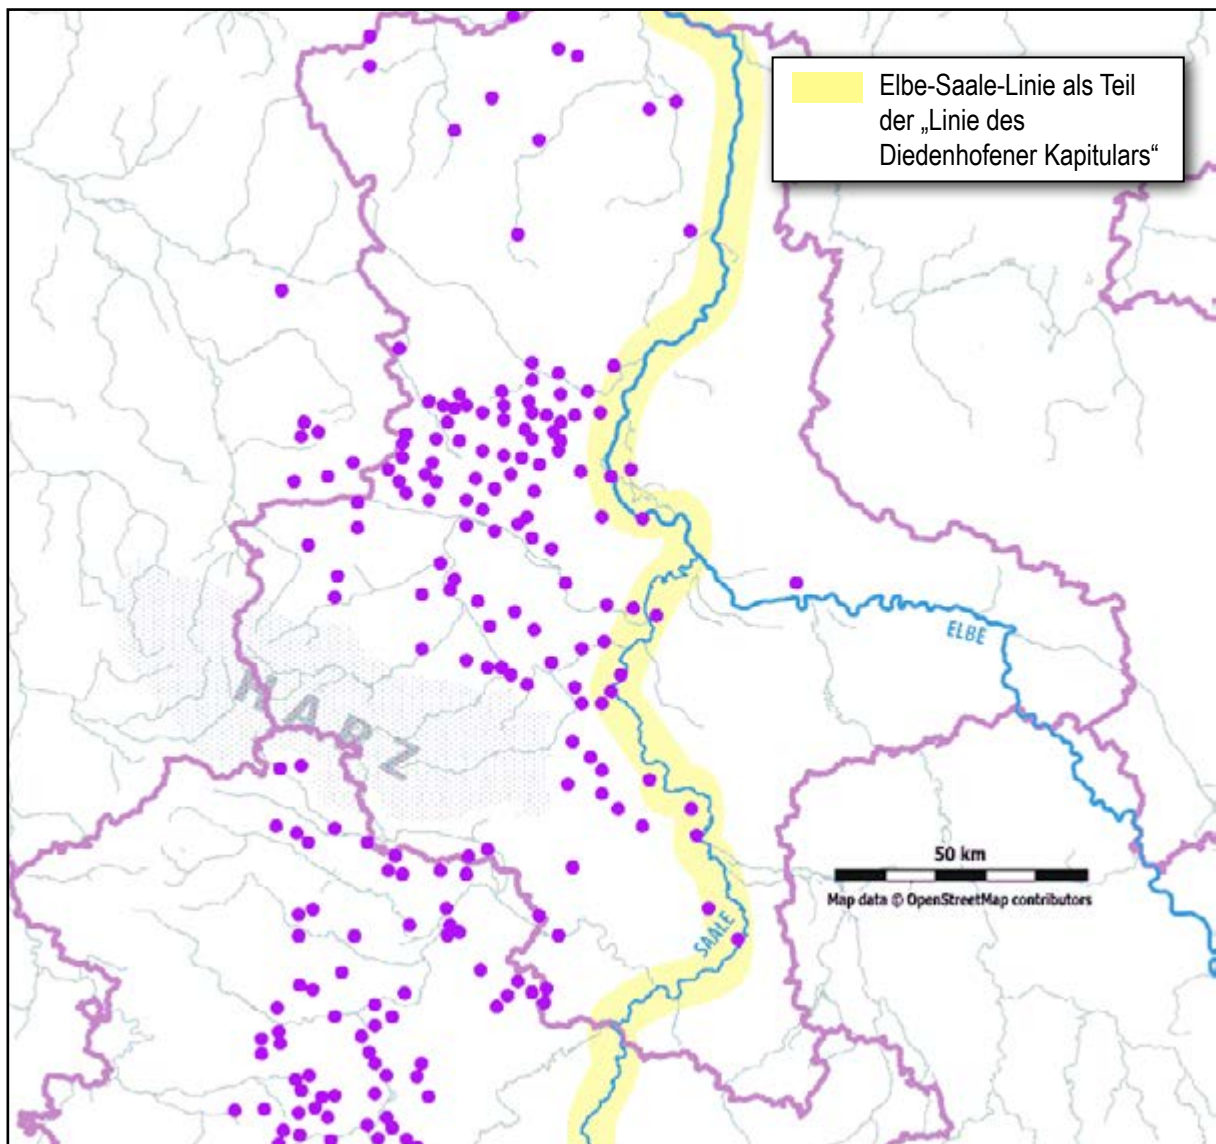 Elbe-Saale-Linie als Teil
der „Linie des
Diedenhofener Kapitulars“
HARZ
ELBE
50 km
Map data © OpenStreetMap contributors
SAALE